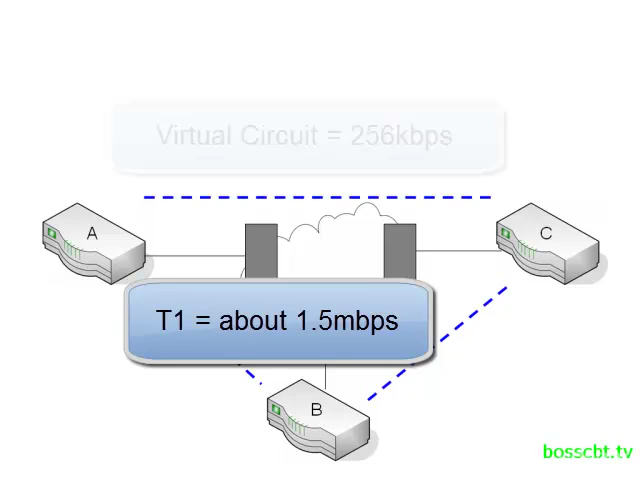 Virtual Circuit = 256kbps
A
C
T1 = about 1.5mbps
B
bosscbt.tv